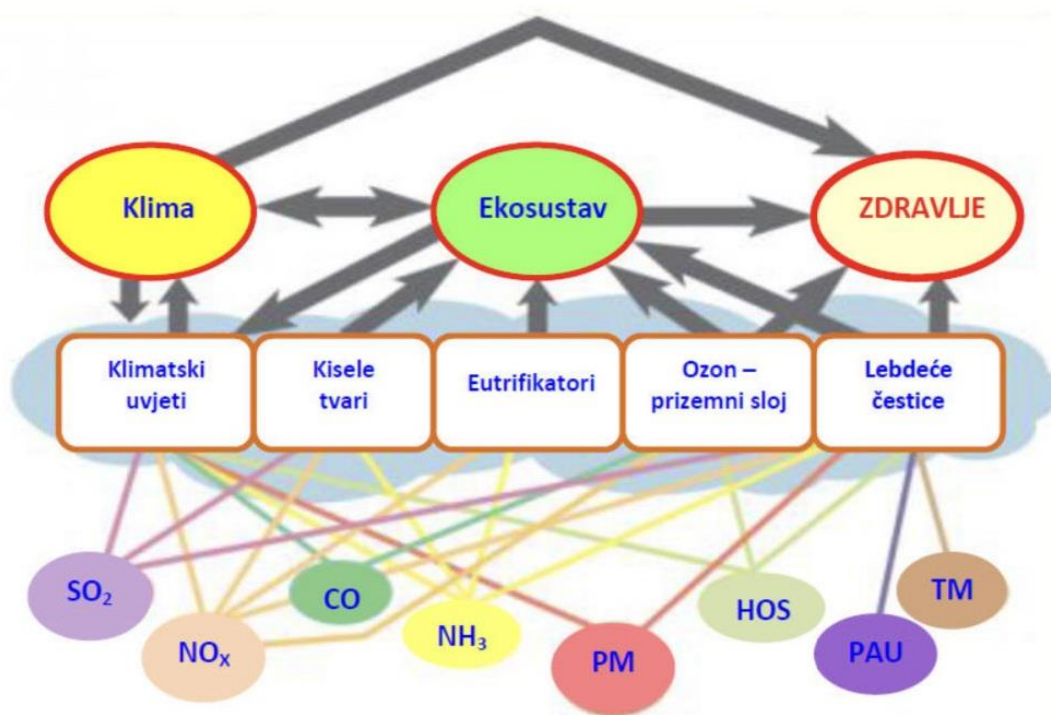 Klima
Ekosustav
ZDRAVLJE
Klimatski
uvjeti
Kisele
tvari
Eutrifikatori
Ozon –
prizemni sloj
Lebdeće
čestice
SO₂
NOₓ
CO
NH₃
PM
HOS
PAU
TM